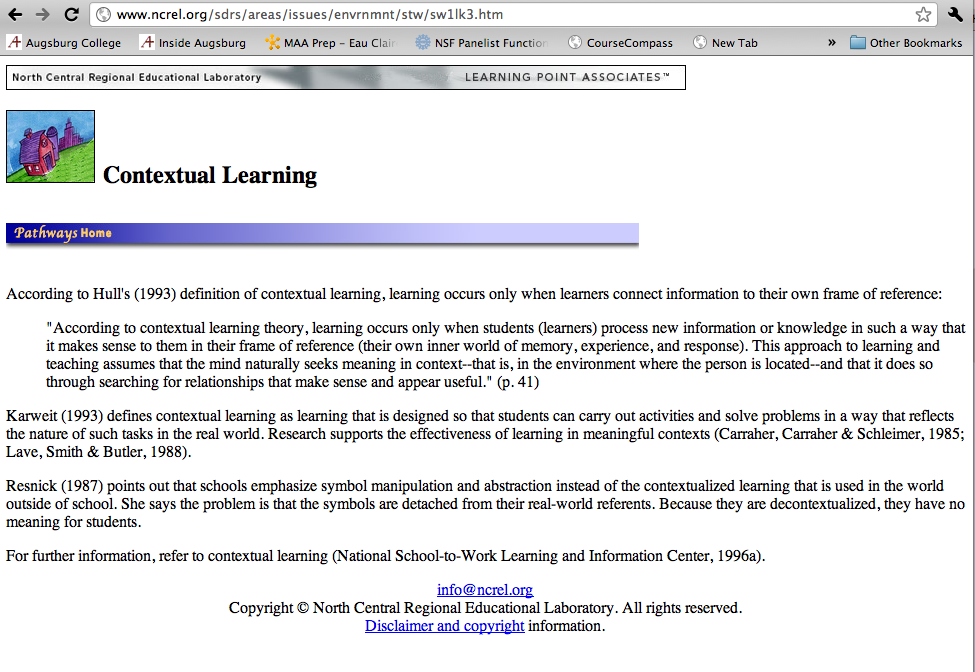 www.ncrel.org/sdrs/areas/issues/envrnmnt/stw/sw1lk3.htm
Augsburg College Inside Augsburg MAA Prep – Eau Clair NSF Panelist Function CourseCompass New Tab » Other Bookmarks
North Central Regional Educational Laboratory LEARNING POINT ASSOCIATES™
Contextual Learning
Pathways Home
According to Hull's (1993) definition of contextual learning, learning occurs only when learners connect information to their own frame of reference:
"According to contextual learning theory, learning occurs only when students (learners) process new information or knowledge in such a way that
it makes sense to them in their frame of reference (their own inner world of memory, experience, and response). This approach to learning and
teaching assumes that the mind naturally seeks meaning in context--that is, in the environment where the person is located--and that it does so
through searching for relationships that make sense and appear useful." (p. 41)
Karweit (1993) defines contextual learning as learning that is designed so that students can carry out activities and solve problems in a way that reflects
the nature of such tasks in the real world. Research supports the effectiveness of learning in meaningful contexts (Carraher, Carraher & Schleimer, 1985;
Lave, Smith & Butler, 1988).
Resnick (1987) points out that schools emphasize symbol manipulation and abstraction instead of the contextualized learning that is used in the world
outside of school. She says the problem is that the symbols are detached from their real-world referents. Because they are decontextualized, they have no
meaning for students.
For further information, refer to contextual learning (National School-to-Work Learning and Information Center, 1996a).
info@ncrel.org
Copyright © North Central Regional Educational Laboratory. All rights reserved.
Disclaimer and copyright information.